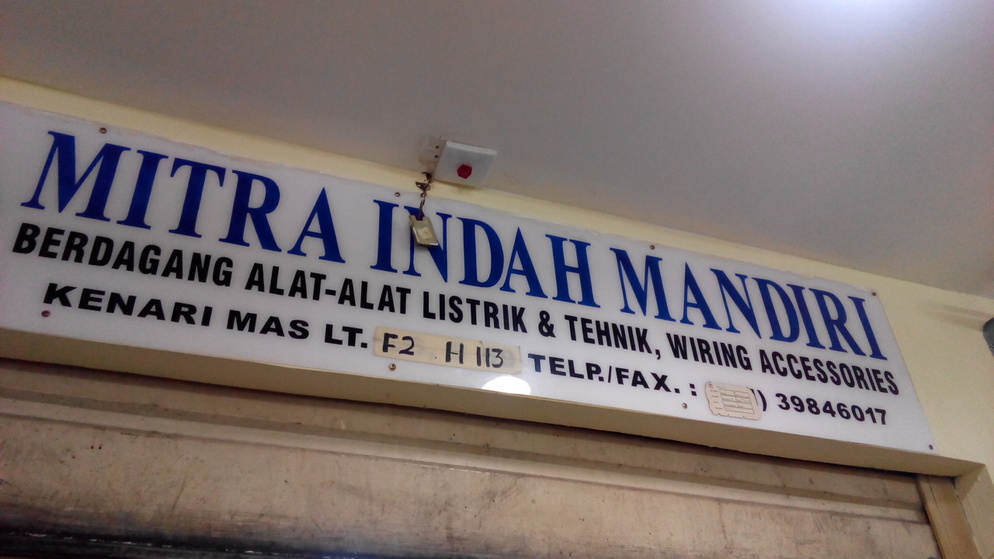 MITRA INDAH MANDIRI
BERDAGANG ALAT-ALAT LISTRIK & TEHNIK, WIRING ACCESSORIES
KENARI MAS LT. F2 H 113 TELP./FAX. : ) 39846017